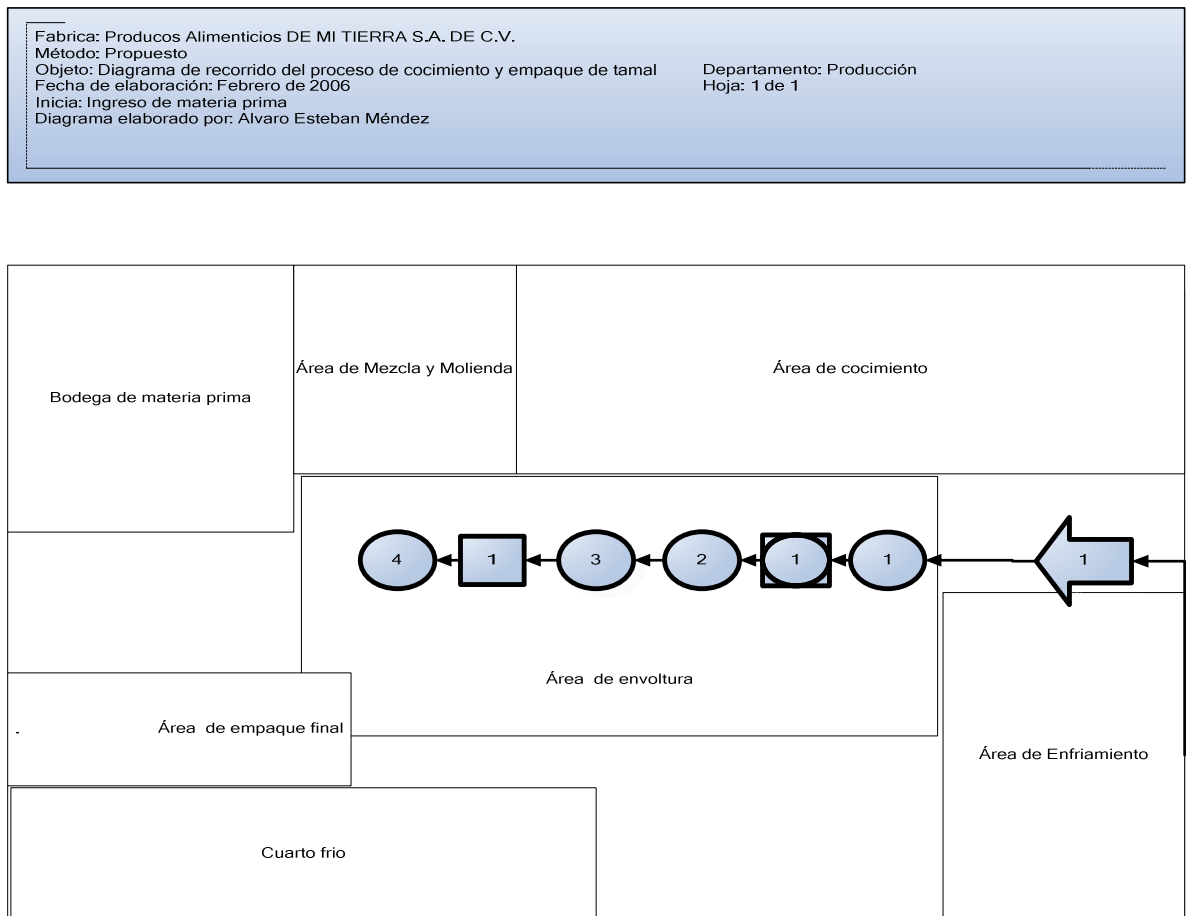 Fabrica: Producos Alimenticios DE MI TIERRA S.A. DE C.V.
Método: Propuesto
Objeto: Diagrama de recorrido del proceso de cocimiento y empaque de tamal
Departamento: Producción
Fecha de elaboración: Febrero de 2006
Hoja: 1 de 1
Inicia: Ingreso de materia prima
Diagrama elaborado por: Alvaro Esteban Méndez
Bodega de materia prima
Área de Mezcla y Molienda
Área de cocimiento
4
1
3
2
1
1
1
Área de envoltura
- Área de empaque final
Área de Enfriamiento
Cuarto frio